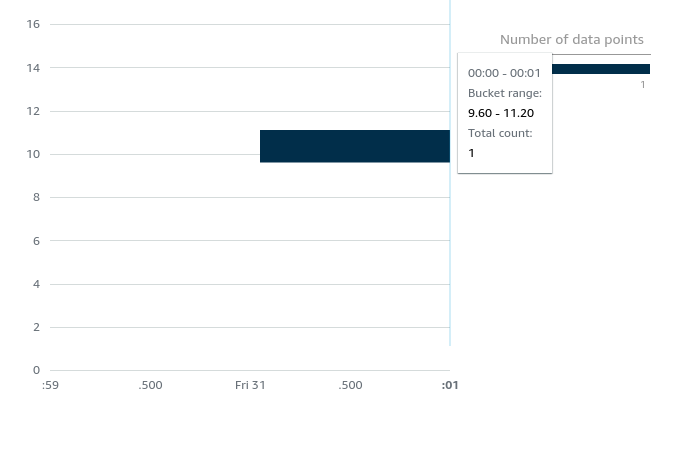 16
Number of data points
14
00:00 - 00:01
1
Bucket range:
12
9.60 - 11.20
Total count:
10
1
8
6
4
2
0
:59 .500 Fri 31 .500 :01